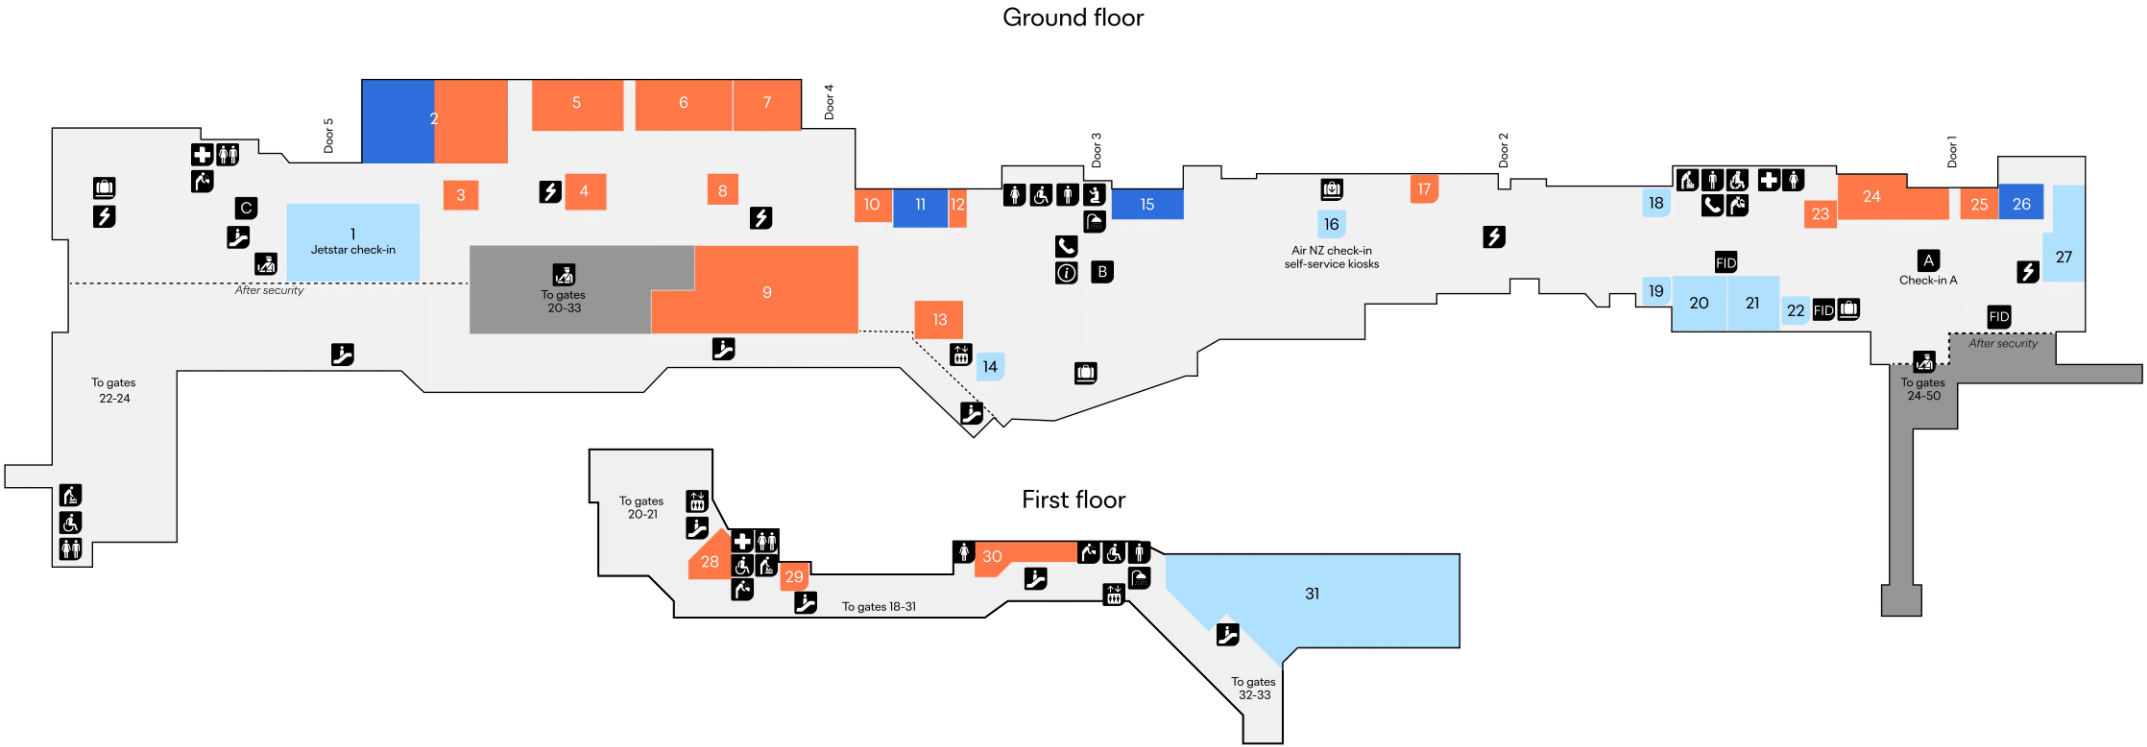 Ground floor
Door 5
Door 4
Door 3
Door 2
Door 1
2
5
6
7
3
4
8
C
1
Jetstar check-in
After security
To gates
20-33
9
10
11
12
13
14
15
B
16
Air NZ check-in
self-service kiosks
17
18
19
20
21
22
FID
FID
23
24
25
26
27
A
Check-in A
FID
After security
To gates
24-50
To gates
22-24
First floor
To gates
20-21
28
29
To gates 18-31
30
31
To gates
32-33